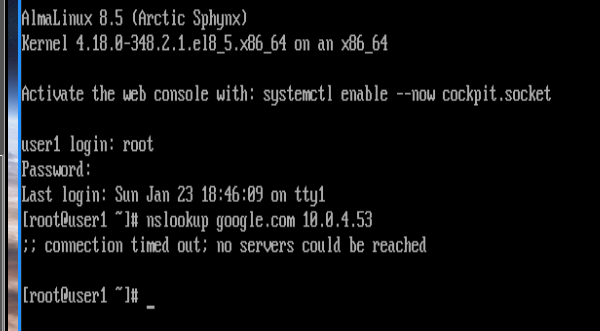 AlmaLinux 8.5 (Arctic Sphynx)
Kernel 4.18.0-348.2.1.el8_5.x86_64 on an x86_64
Activate the web console with: systemctl enable --now cockpit.socket
user1 login: root
Password:
Last login: Sun Jan 23 18:46:09 on tty1
[root@user1 ~]# nslookup google.com 10.0.4.53
;; connection timed out; no servers could be reached
[root@user1 ~]# _